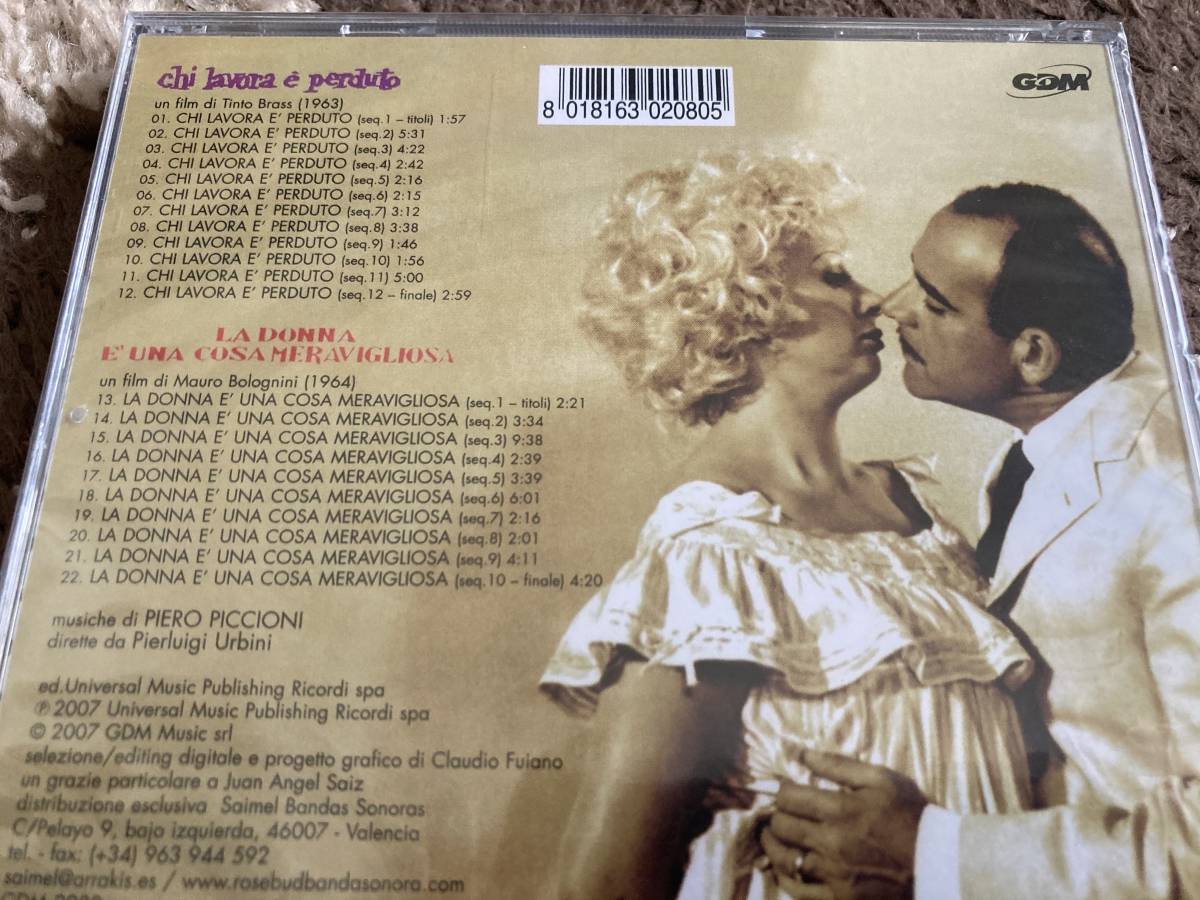 chi lavora è perduto
un film di Tinto Brass (1963)
01. CHI LAVORA E' PERDUTO (seq.1 – titoli) 1:57
02. CHI LAVORA E' PERDUTO (seq.2) 5:31
03. CHI LAVORA E' PERDUTO (seq.3) 4:22
04. CHI LAVORA E' PERDUTO (seq.4) 2:42
05. CHI LAVORA E' PERDUTO (seq.5) 2:16
06. CHI LAVORA E' PERDUTO (seq.6) 2:15
07. CHI LAVORA E' PERDUTO (seq.7) 3:12
08. CHI LAVORA E' PERDUTO (seq.8) 3:38
09. CHI LAVORA E' PERDUTO (seq.9) 1:46
10. CHI LAVORA E' PERDUTO (seq.10) 1:56
11. CHI LAVORA E' PERDUTO (seq.11) 5:00
12. CHI LAVORA E' PERDUTO (seq.12 – finale) 2:59
8 018163 020805
GDM
LA DONNA
E' UNA COSA MERAVIGLIOSA
un film di Mauro Bolognini (1964)
13. LA DONNA E' UNA COSA MERAVIGLIOSA (seq.1 – titoli) 2:21
14. LA DONNA E' UNA COSA MERAVIGLIOSA (seq.2) 3:34
15. LA DONNA E' UNA COSA MERAVIGLIOSA (seq.3) 9:38
16. LA DONNA E' UNA COSA MERAVIGLIOSA (seq.4) 2:39
17. LA DONNA E' UNA COSA MERAVIGLIOSA (seq.5) 3:39
18. LA DONNA E' UNA COSA MERAVIGLIOSA (seq.6) 6:01
19. LA DONNA E' UNA COSA MERAVIGLIOSA (seq.7) 2:16
20. LA DONNA E' UNA COSA MERAVIGLIOSA (seq.8) 2:01
21. LA DONNA E' UNA COSA MERAVIGLIOSA (seq.9) 4:11
22. LA DONNA E' UNA COSA MERAVIGLIOSA (seq.10 – finale) 4:20
musiche di PIERO PICCIONI
dirette da Pierluigi Urbini
ed.Universal Music Publishing Ricordi spa
℗ 2007 Universal Music Publishing Ricordi spa
© 2007 GDM Music srl
selezione/editing digitale e progetto grafico di Claudio Fuiano
un grazie particolare a Juan Angel Saiz
distribuzione esclusiva Saimel Bandas Sonoras
C/Pelayo 9, bajo izquierda, 46007 - Valencia
tel. - fax: (+34) 963 944 592
saimel@arrakis.es / www.rosebudbandasonora.com